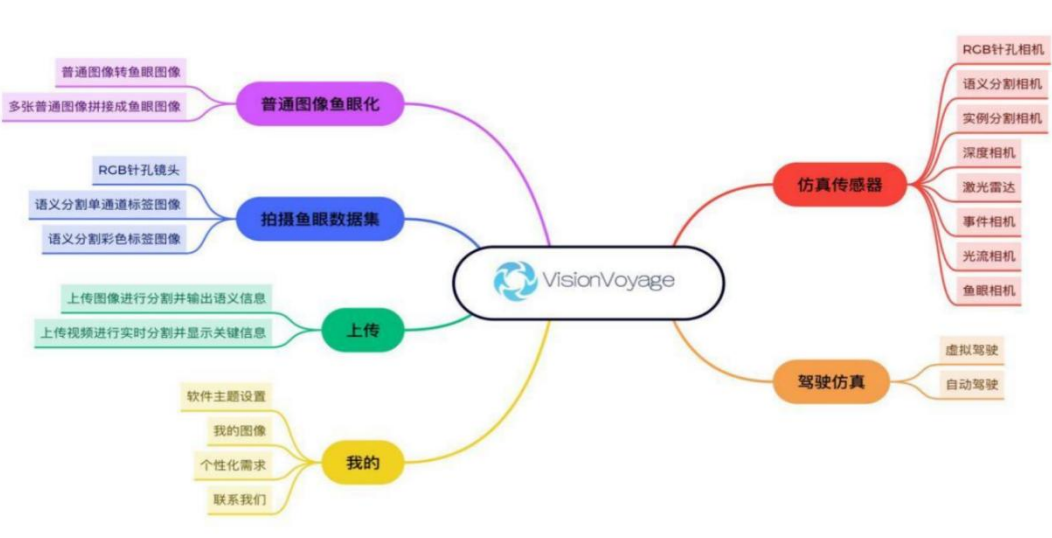 VisionVoyage
普通图像鱼眼化
普通图像转鱼眼图像
多张普通图像拼接成鱼眼图像
拍摄鱼眼数据集
RGB针孔镜头
语义分割单通道标签图像
语义分割彩色标签图像
上传
上传图像进行分割并输出语义信息
上传视频进行实时分割并显示关键信息
我的
软件主题设置
我的图像
个性化需求
联系我们
仿真传感器
RGB针孔相机
语义分割相机
实例分割相机
深度相机
激光雷达
事件相机
光流相机
鱼眼相机
驾驶仿真
虚拟驾驶
自动驾驶